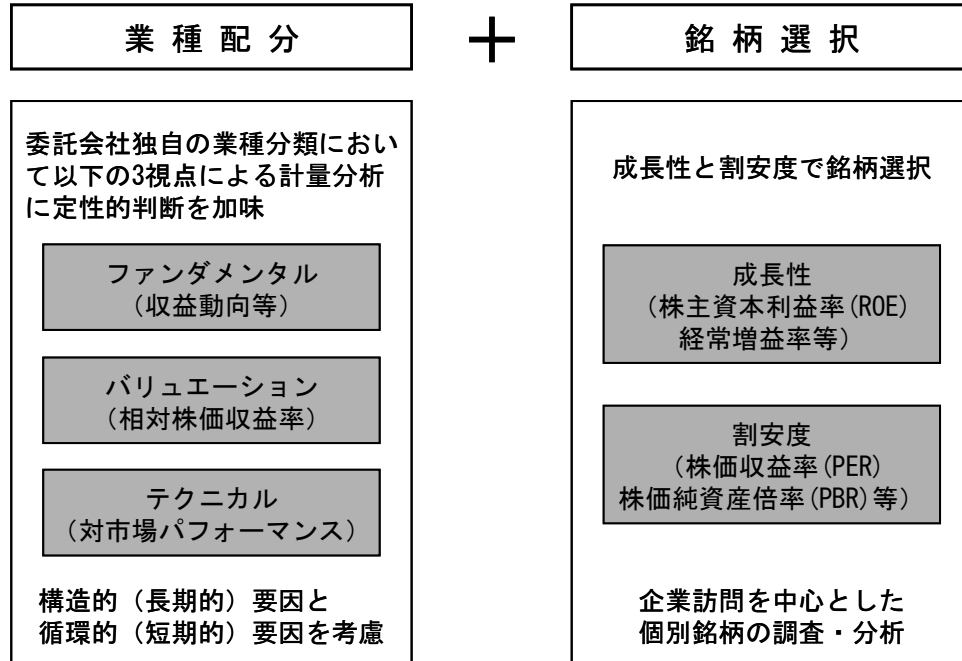 業種配分
＋
銘柄選択
委託会社独自の業種分類におい
て以下の3視点による計量分析
に定性的判断を加味
ファンダメンタル
（収益動向等）
バリュエーション
（相対株価収益率）
テクニカル
（対市場パフォーマンス）
構造的（長期的）要因と
循環的（短期的）要因を考慮
成長性と割安度で銘柄選択
成長性
（株主資本利益率(ROE)
経常増益率等）
割安度
（株価収益率(PER)
株価純資産倍率(PBR)等）
企業訪問を中心とした
個別銘柄の調査・分析